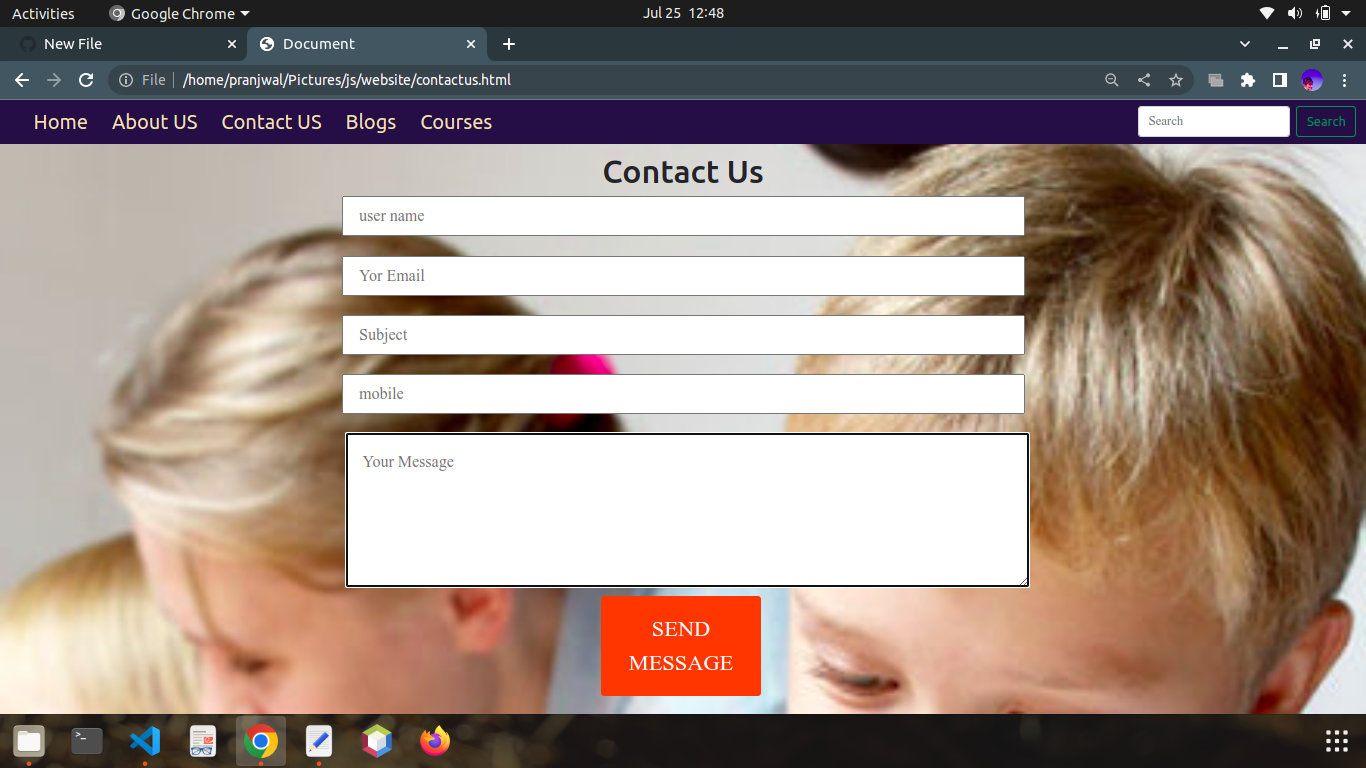 Activities Google Chrome Jul 25 12:48
New File Document
File /home/pranjwal/Pictures/js/website/contactus.html
Home About US Contact US Blogs Courses Search Search
Contact Us
user name
Yor Email
Subject
mobile
Your Message
SEND
MESSAGE